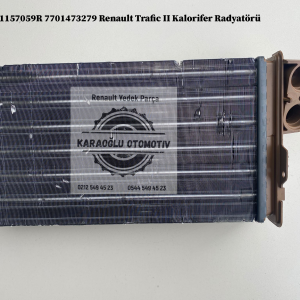 1157059R 7701473279 Renault Trafic II Kalorifer Radyatörü
Renault Yedek Parça
KARAOĞLU OTOMOTİV
0212 549 45 23 0544 549 45 23